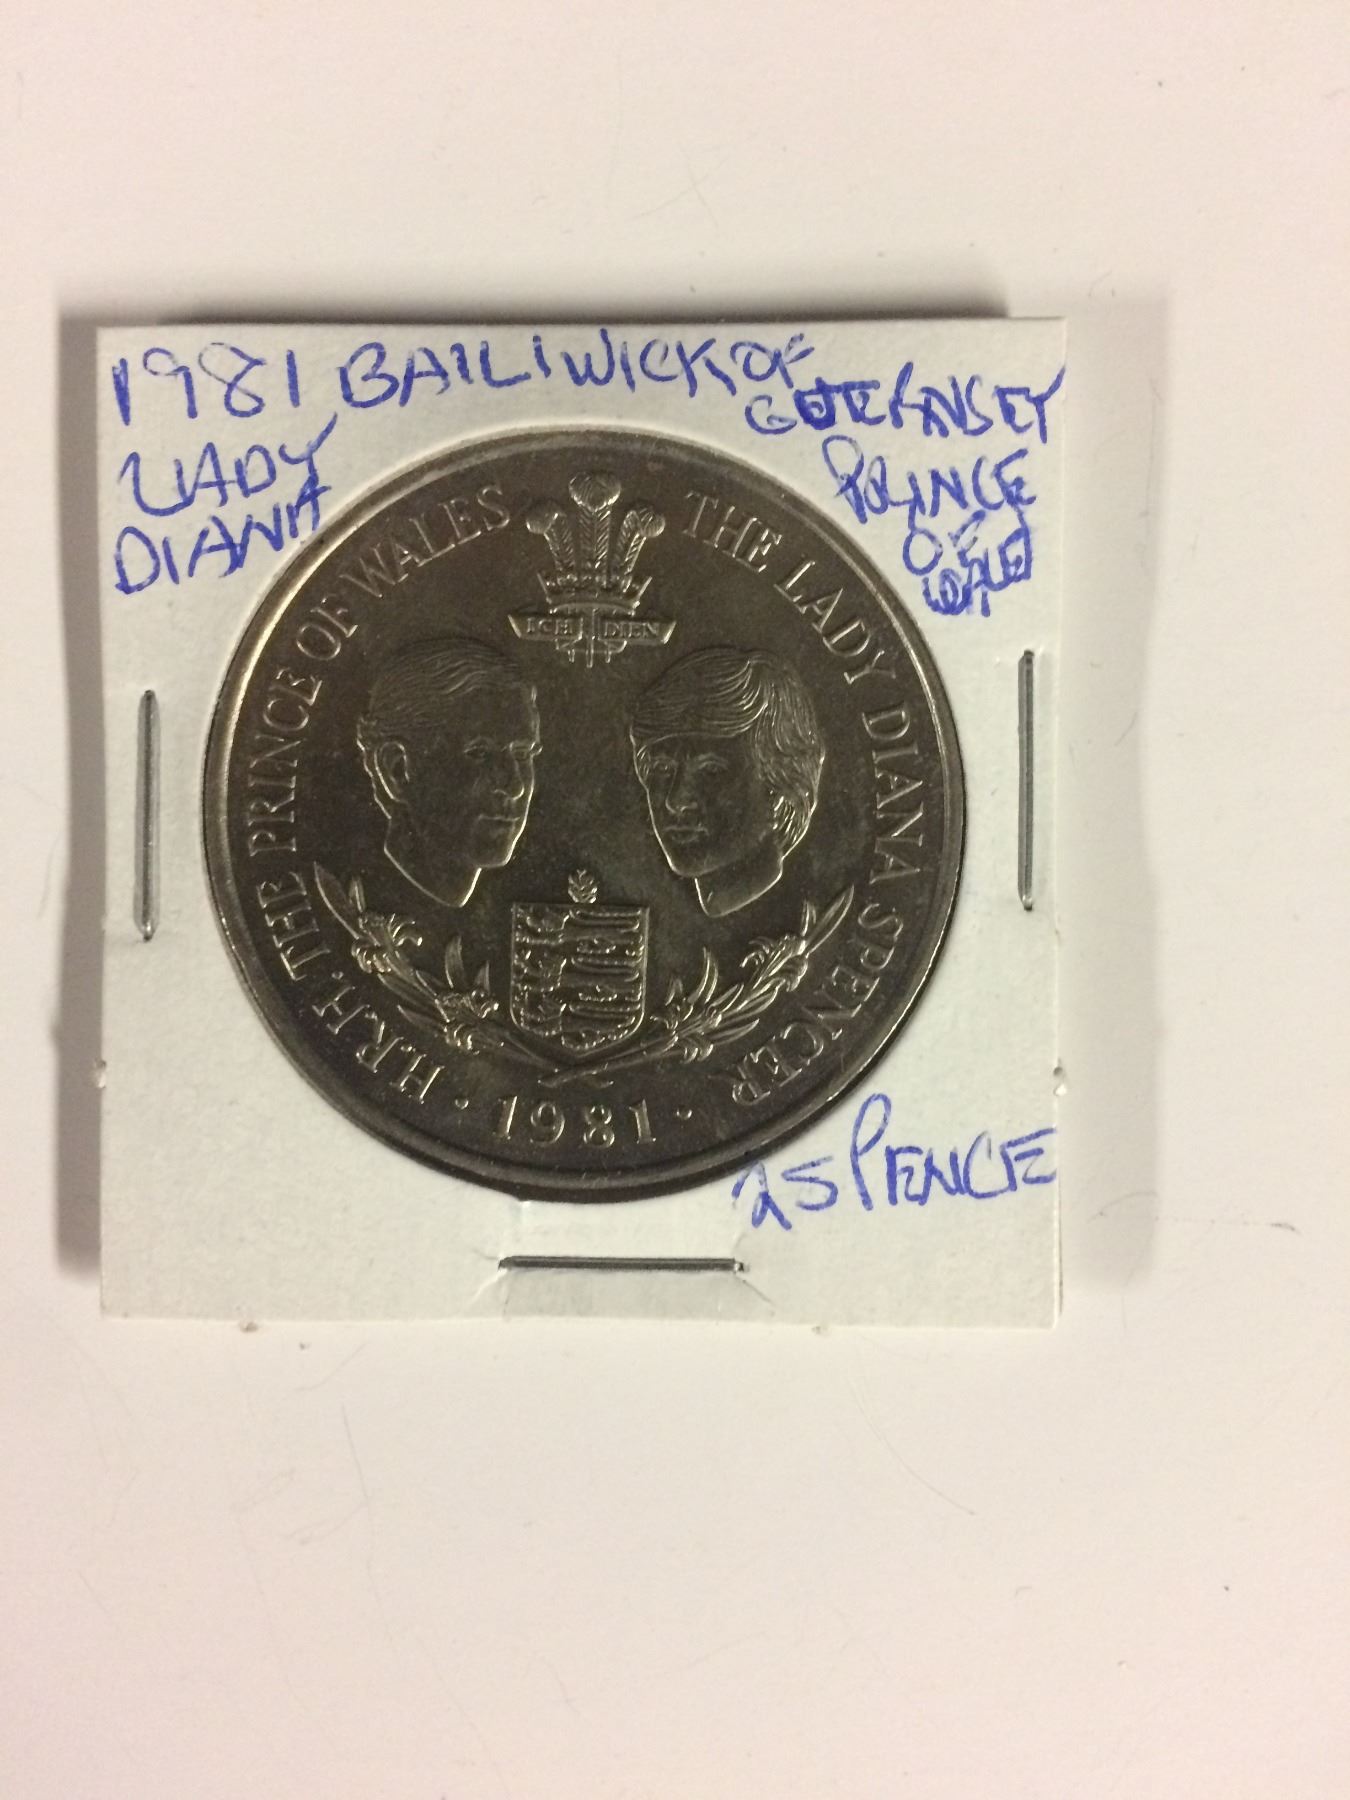 1981 BAILIWICK OF
GUERNSEY
LADY
DIANA
PRINCE
OF
WALES
H.R.H. THE PRINCE OF WALES
THE LADY DIANA SPENCER
ICH DIEN
· 1981 ·
25 PENCE